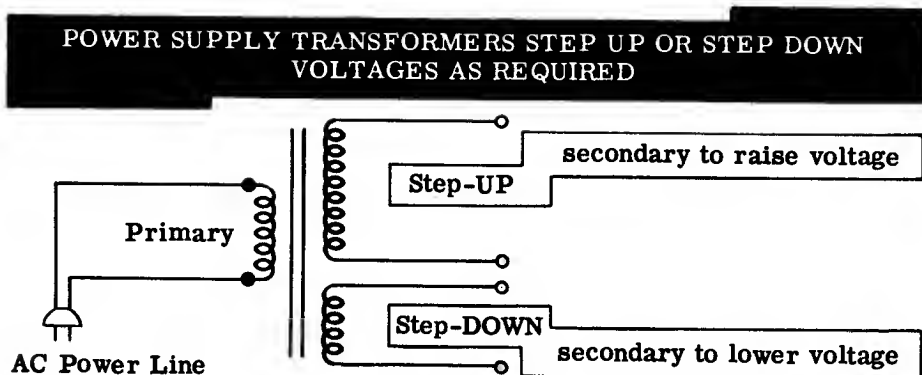 POWER SUPPLY TRANSFORMERS STEP UP OR STEP DOWN
VOLTAGES AS REQUIRED
secondary to raise voltage
Step-UP
Primary
Step-DOWN
secondary to lower voltage
AC Power Line